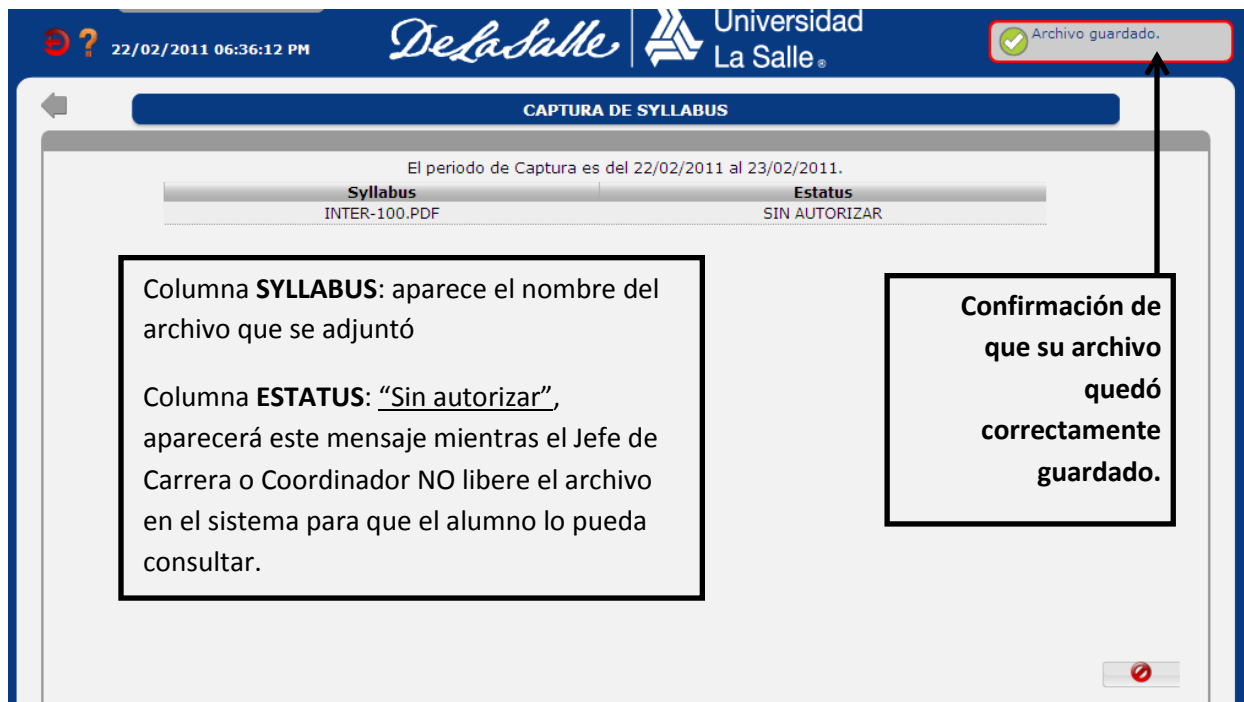 22/02/2011 06:36:12 PM
De La Salle
Universidad
La Salle ®
Archivo guardado.
CAPTURA DE SYLLABUS
El periodo de Captura es del 22/02/2011 al 23/02/2011.
Syllabus Estatus
INTER-100.PDF SIN AUTORIZAR
Columna SYLLABUS: aparece el nombre del
archivo que se adjuntó
Columna ESTATUS: “Sin autorizar”,
aparecerá este mensaje mientras el Jefe de
Carrera o Coordinador NO libere el archivo
en el sistema para que el alumno lo pueda
consultar.
Confirmación de
que su archivo
quedó
correctamente
guardado.